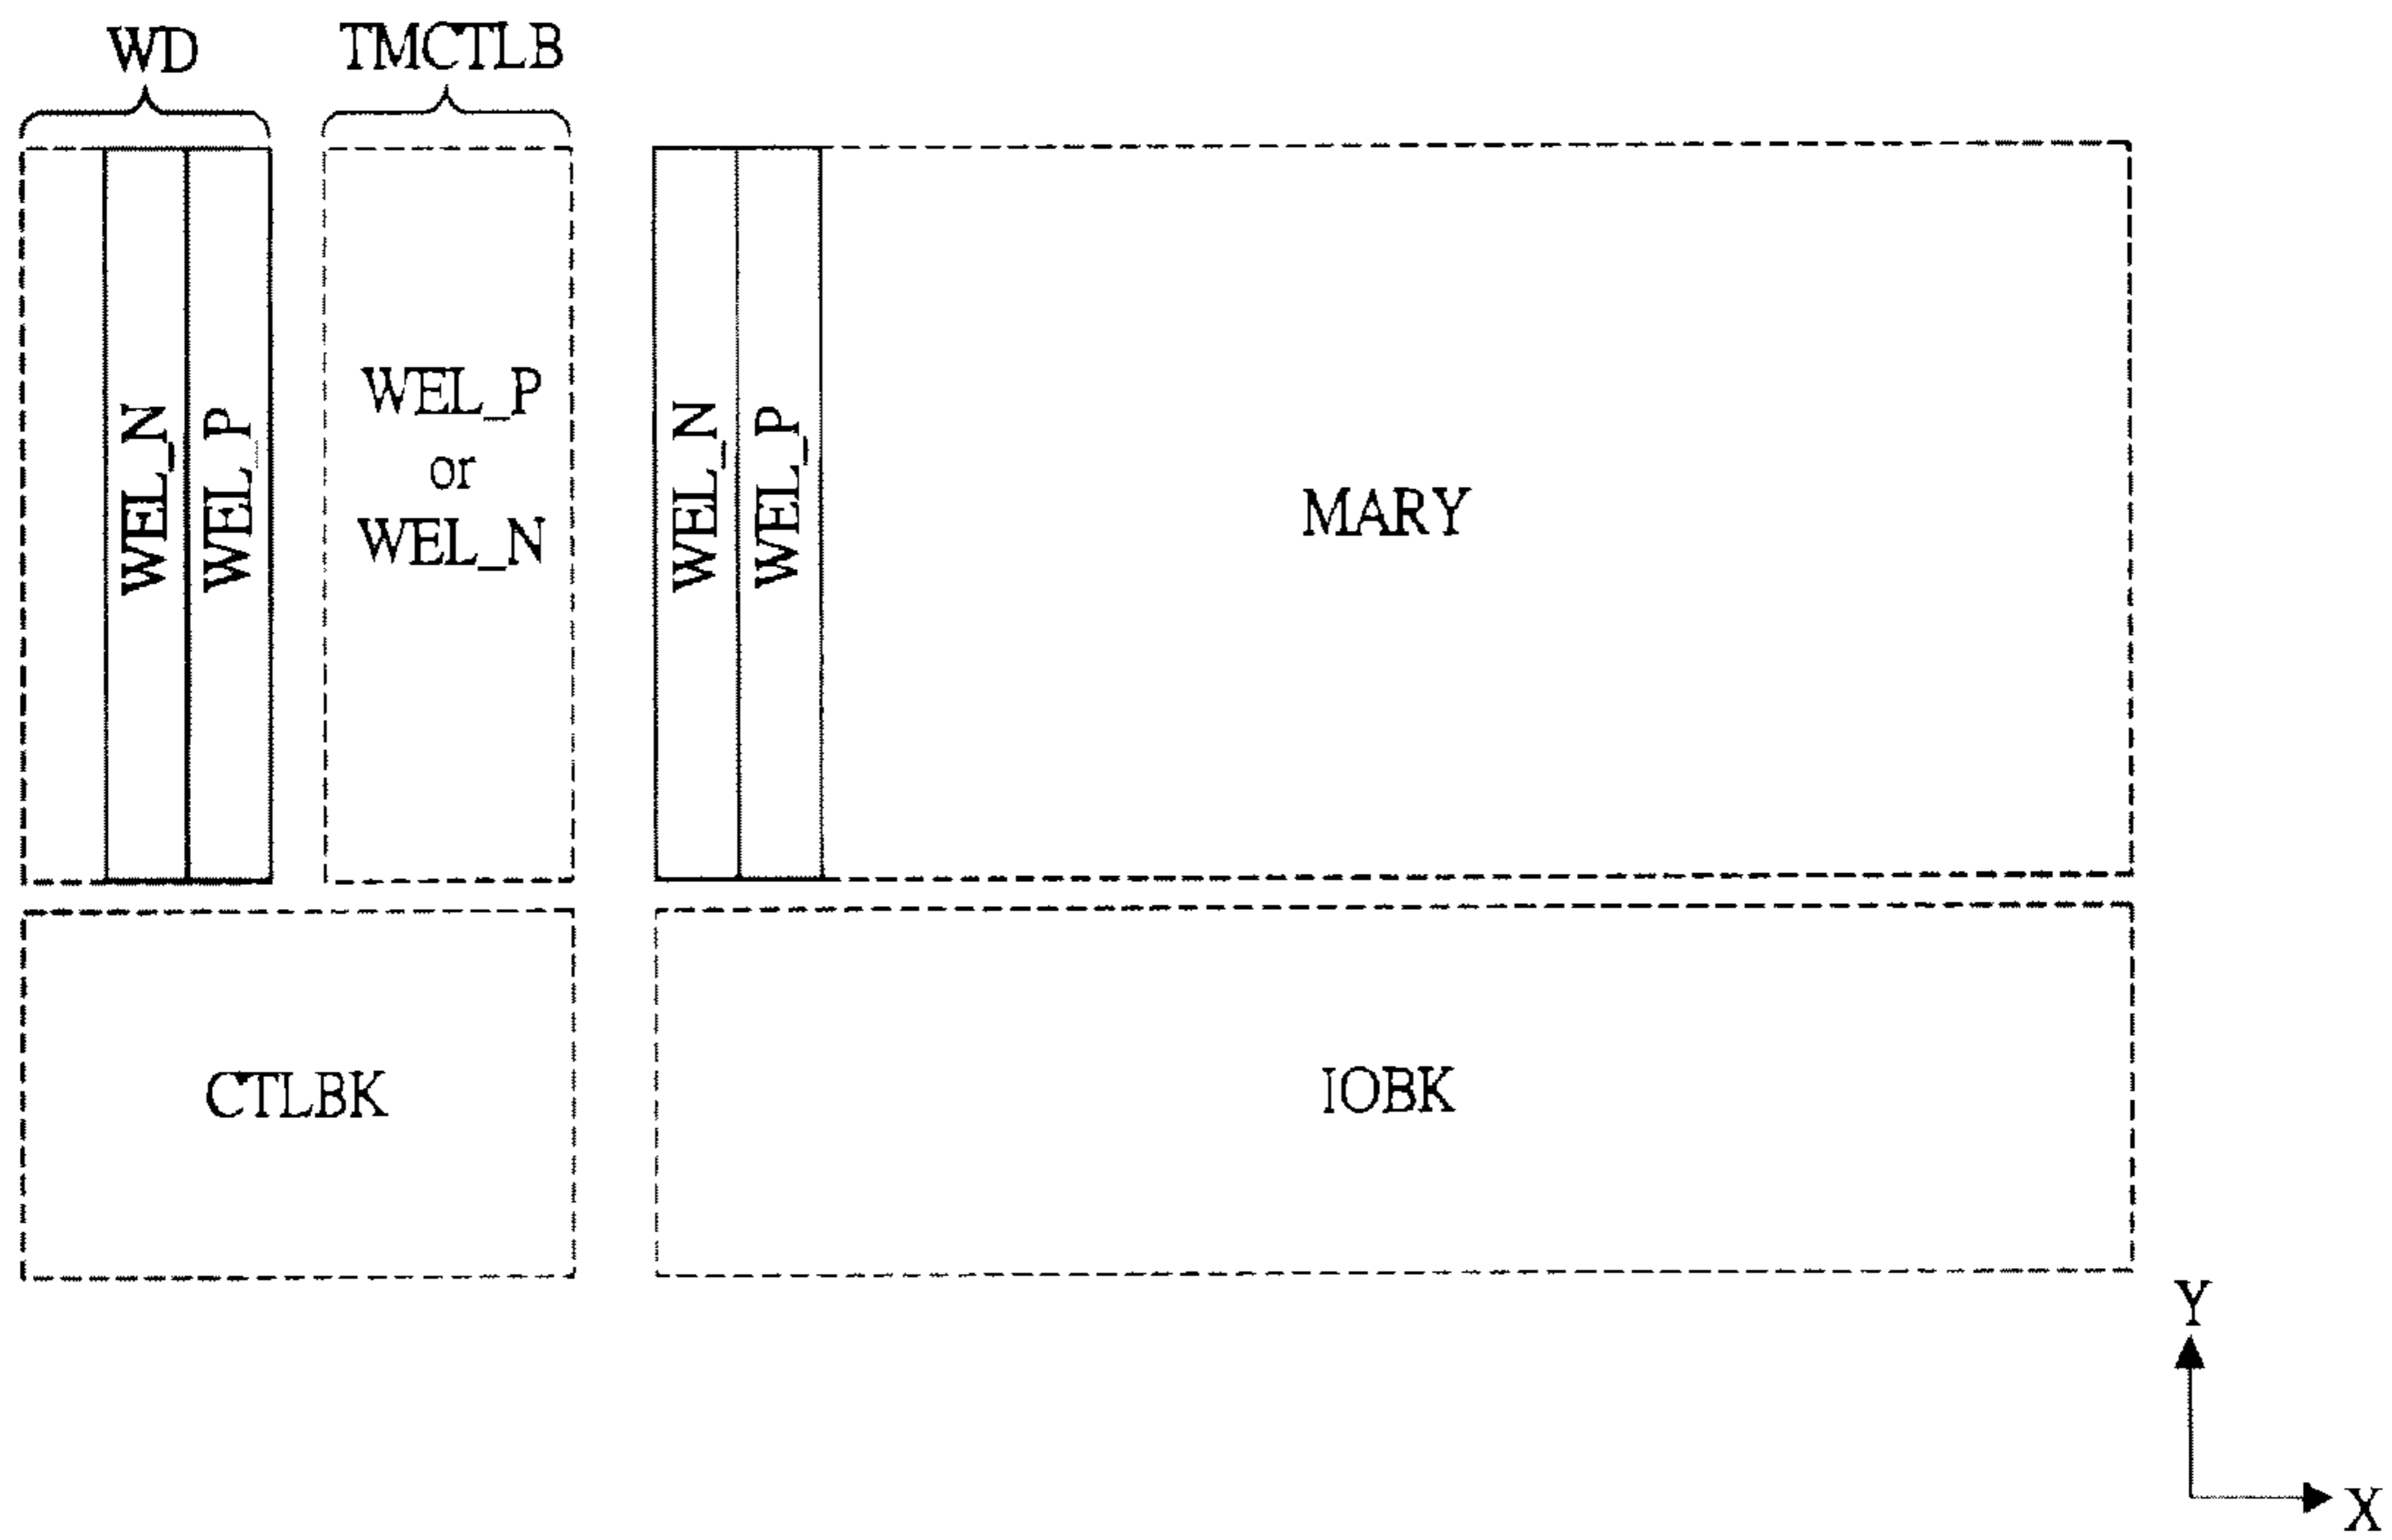 WD
TMCTLB
WEL_N
WEL_P
WEL_P
or
WEL_N
WEL_N
WEL_P
MARY
CTLBK
IOBK
Y
X